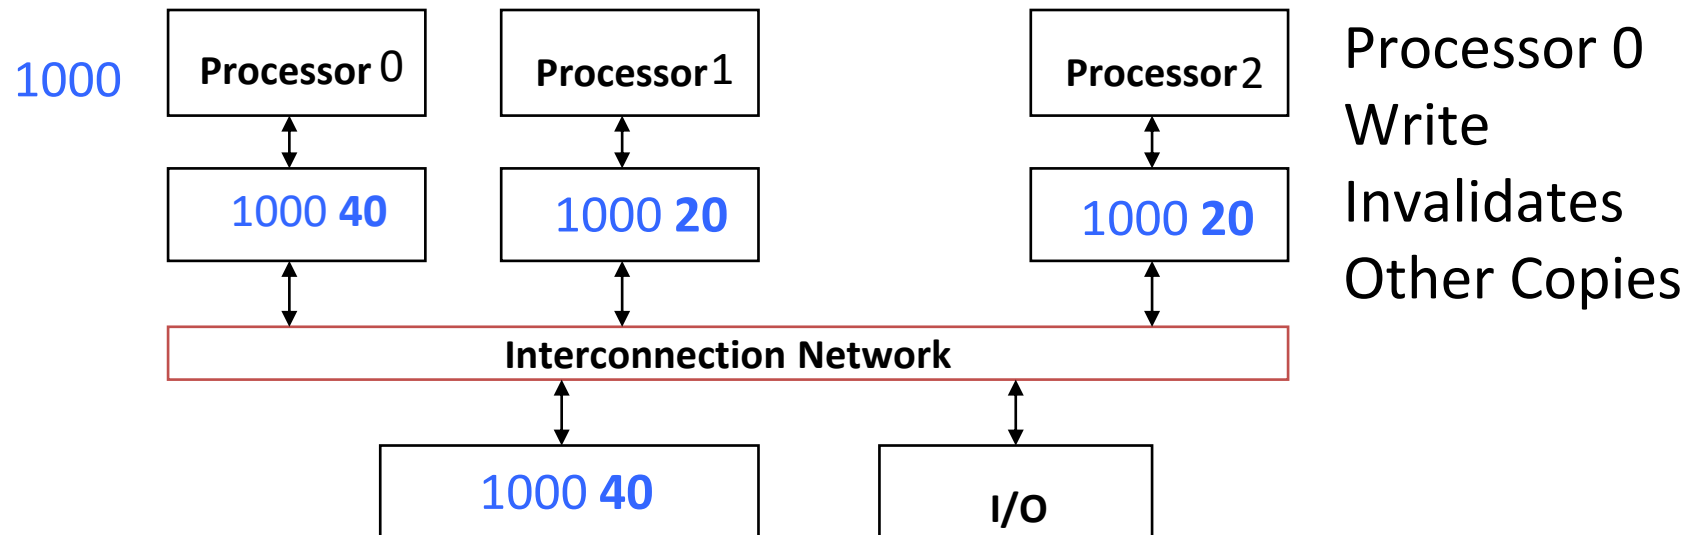 1000
Processor 0
Processor 1
Processor 2
1000 40
1000 20
1000 20
Interconnection Network
1000 40
I/O
Processor 0
Write
Invalidates
Other Copies